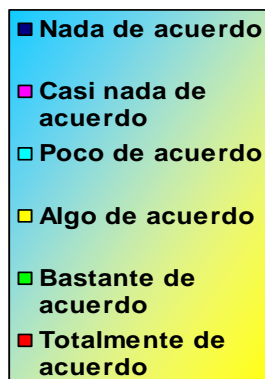 Nada de acuerdo
Casi nada de
acuerdo
Poco de acuerdo
Algo de acuerdo
Bastante de
acuerdo
Totalmente de
acuerdo